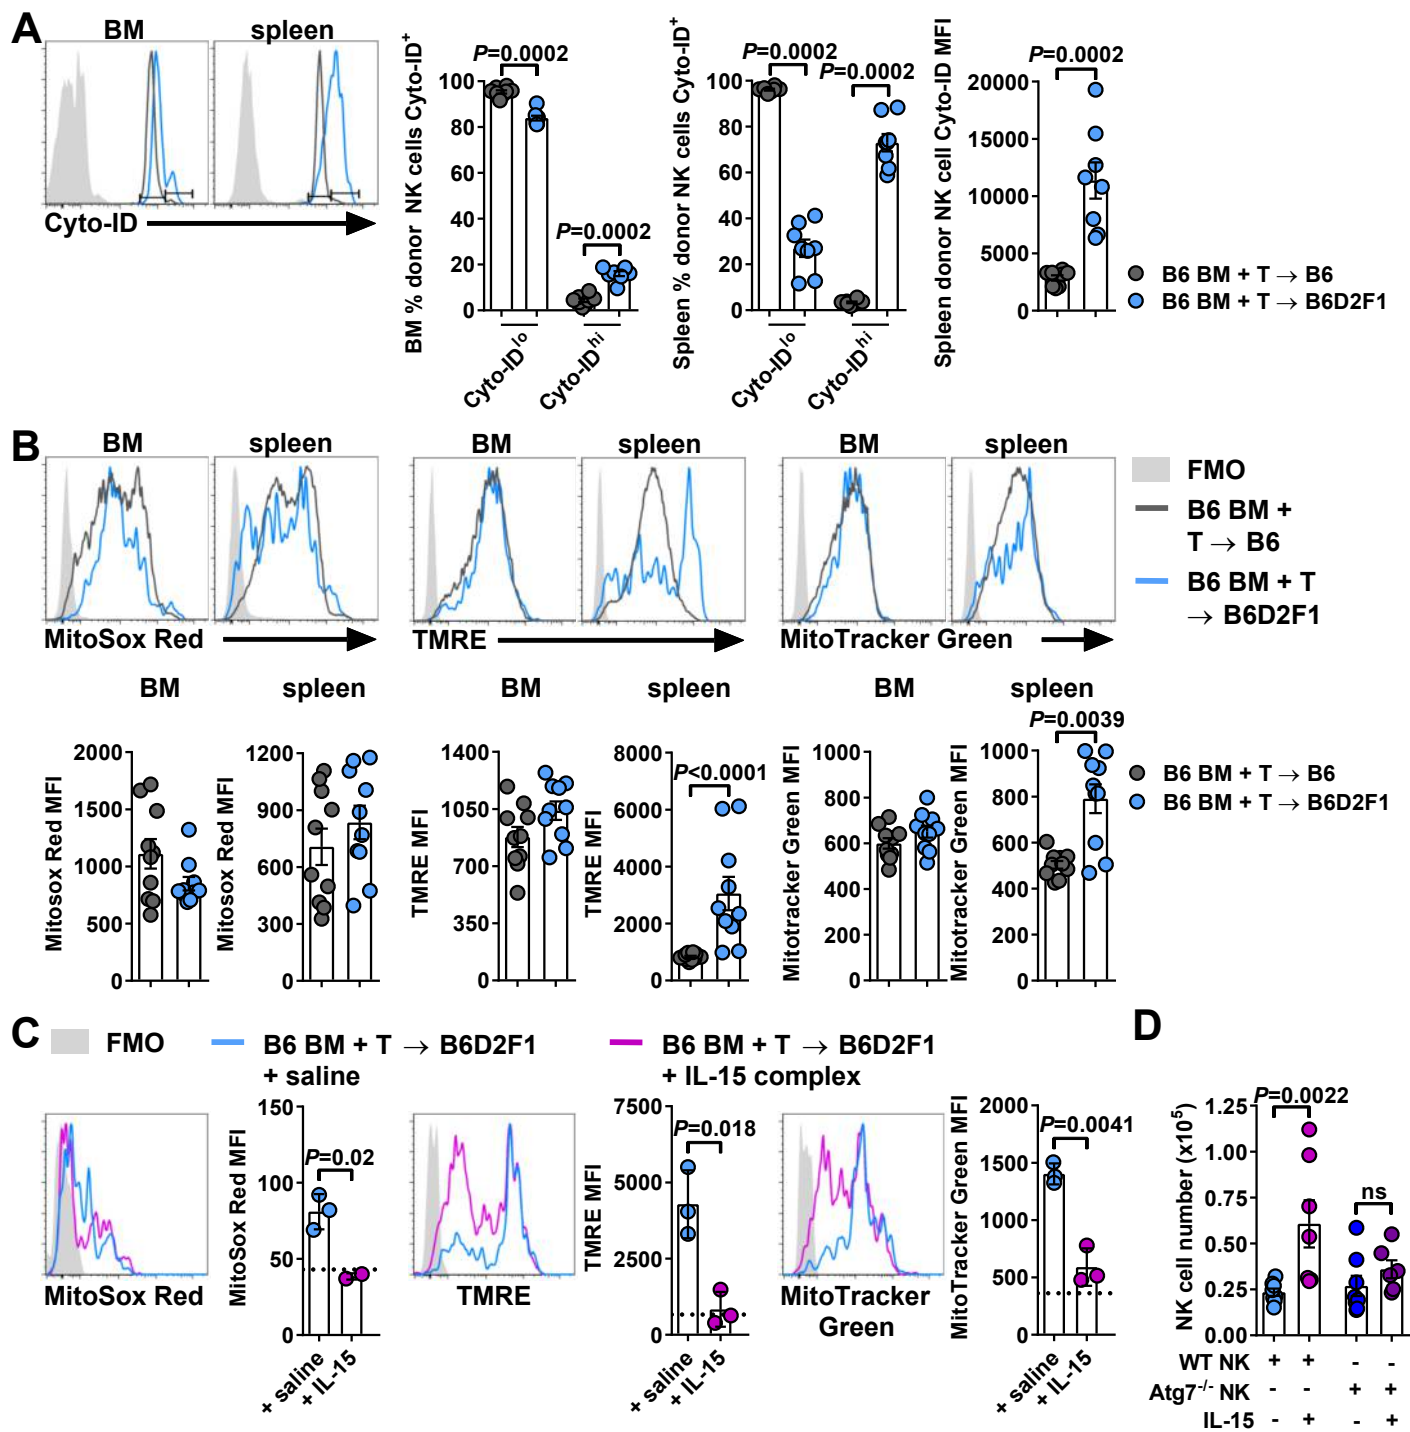 A
BM
spleen
Cyto-ID
BM % donor NK cells Cyto-ID+
P=0.0002
P=0.0002
100
80
60
40
20
0
Cyto-IDlo
Cyto-IDhi
Spleen % donor NK cells Cyto-ID+
P=0.0002
P=0.0002
100
80
60
40
20
0
Cyto-IDlo
Cyto-IDhi
Spleen donor NK cell Cyto-ID MFI
P=0.0002
20000
15000
10000
5000
0
B6 BM + T → B6
B6 BM + T → B6D2F1
B
BM
spleen
BM
spleen
BM
spleen
MitoSox Red
TMRE
MitoTracker Green
FMO
B6 BM +
T → B6
B6 BM + T
→ B6D2F1
BM
Mitosox Red MFI
2000
1500
1000
500
0
spleen
Mitosox Red MFI
1200
900
600
300
0
BM
TMRE MFI
1400
1050
700
350
0
spleen
TMRE MFI
P<0.0001
8000
6000
4000
2000
0
BM
Mitotracker Green MFI
1000
800
600
400
200
0
spleen
Mitotracker Green MFI
P=0.0039
1000
800
600
400
200
0
B6 BM + T → B6
B6 BM + T → B6D2F1
C
FMO
B6 BM + T → B6D2F1
+ saline
B6 BM + T → B6D2F1
+ IL-15 complex
MitoSox Red
MitoSox Red MFI
P=0.02
150
100
50
0
+ saline
+ IL-15
TMRE
TMRE MFI
P=0.018
7500
5000
2500
0
+ saline
+ IL-15
MitoTracker
Green
MitoTracker Green MFI
P=0.0041
2000
1500
1000
500
0
+ saline
+ IL-15
D
NK cell number (x10⁵)
P=0.0022
ns
1.25
1.00
0.75
0.50
0.25
0.00
WT NK + + - -
Atg7-/- NK - - + +
IL-15 - + - +